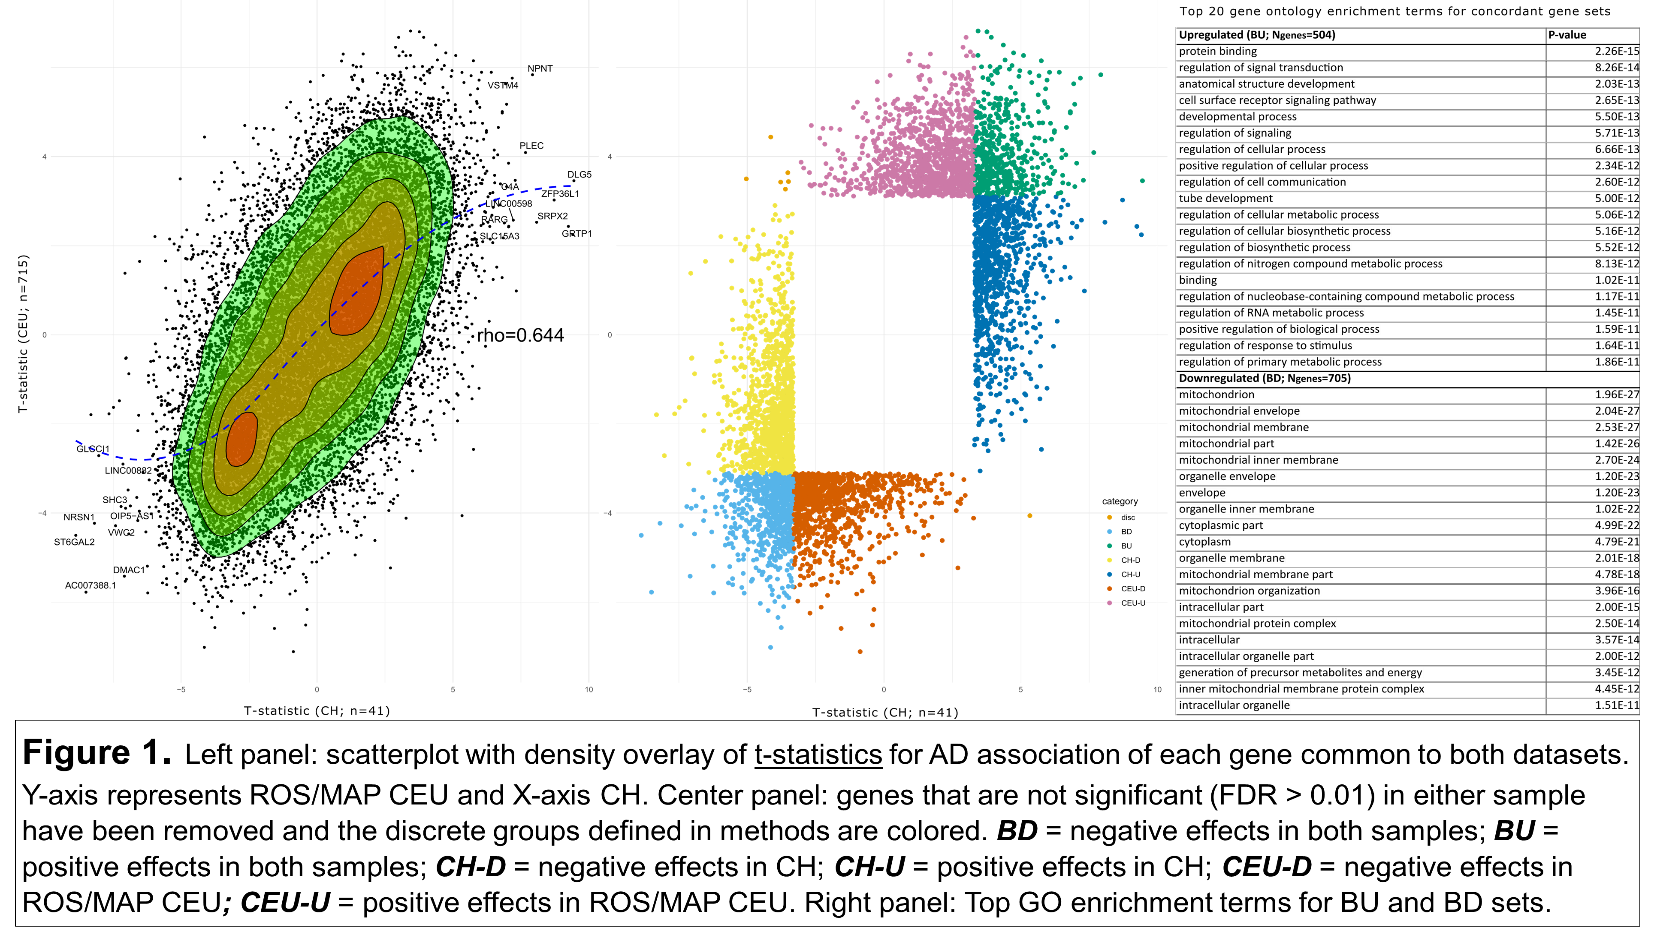 NPNT
VSTM4
PLEC
DLG5
C4A
ZFP36L1
LINC00598
RARG
SRPX2
SLC15A3
GRTP1
rho=0.644
GLCCI1
LINC00882
SHC3
NRSN1
OIP5-AS1
VWC2
ST6GAL2
DMAC1
AC007388.1
4
0
−4
T-statistic (CEU; n=715)
−5
0
5
10
T-statistic (CH; n=41)
4
0
−4
category
disc
BD
BU
CH-D
CH-U
CEU-D
CEU-U
−5
0
5
10
T-statistic (CH; n=41)
Top 20 gene ontology enrichment terms for concordant gene sets
Upregulated (BU; Ngenes=504) P-value
protein binding 2.26E-15
regulation of signal transduction 8.26E-14
anatomical structure development 2.03E-13
cell surface receptor signaling pathway 2.65E-13
developmental process 5.50E-13
regulation of signaling 5.71E-13
regulation of cellular process 6.66E-13
positive regulation of cellular process 2.34E-12
regulation of cell communication 2.60E-12
tube development 5.00E-12
regulation of cellular metabolic process 5.06E-12
regulation of cellular biosynthetic process 5.16E-12
regulation of biosynthetic process 5.52E-12
regulation of nitrogen compound metabolic process 8.13E-12
binding 1.02E-11
regulation of nucleobase-containing compound metabolic process 1.17E-11
regulation of RNA metabolic process 1.45E-11
positive regulation of biological process 1.59E-11
regulation of response to stimulus 1.64E-11
regulation of primary metabolic process 1.86E-11
Downregulated (BD; Ngenes=705)
mitochondrion 1.96E-27
mitochondrial envelope 2.04E-27
mitochondrial membrane 2.53E-27
mitochondrial part 1.42E-26
mitochondrial inner membrane 2.70E-24
organelle envelope 1.20E-23
envelope 1.20E-23
organelle inner membrane 1.02E-22
cytoplasmic part 4.99E-22
cytoplasm 4.79E-21
organelle membrane 2.01E-18
mitochondrial membrane part 4.78E-18
mitochondrion organization 3.96E-16
intracellular part 2.00E-15
mitochondrial protein complex 2.50E-14
intracellular 3.57E-14
intracellular organelle part 2.00E-12
generation of precursor metabolites and energy 3.45E-12
inner mitochondrial membrane protein complex 4.45E-12
intracellular organelle 1.51E-11
Figure 1. Left panel: scatterplot with density overlay of t-statistics for AD association of each gene common to both datasets.
Y-axis represents ROS/MAP CEU and X-axis CH. Center panel: genes that are not significant (FDR > 0.01) in either sample
have been removed and the discrete groups defined in methods are colored. BD = negative effects in both samples; BU =
positive effects in both samples; CH-D = negative effects in CH; CH-U = positive effects in CH; CEU-D = negative effects in
ROS/MAP CEU; CEU-U = positive effects in ROS/MAP CEU. Right panel: Top GO enrichment terms for BU and BD sets.